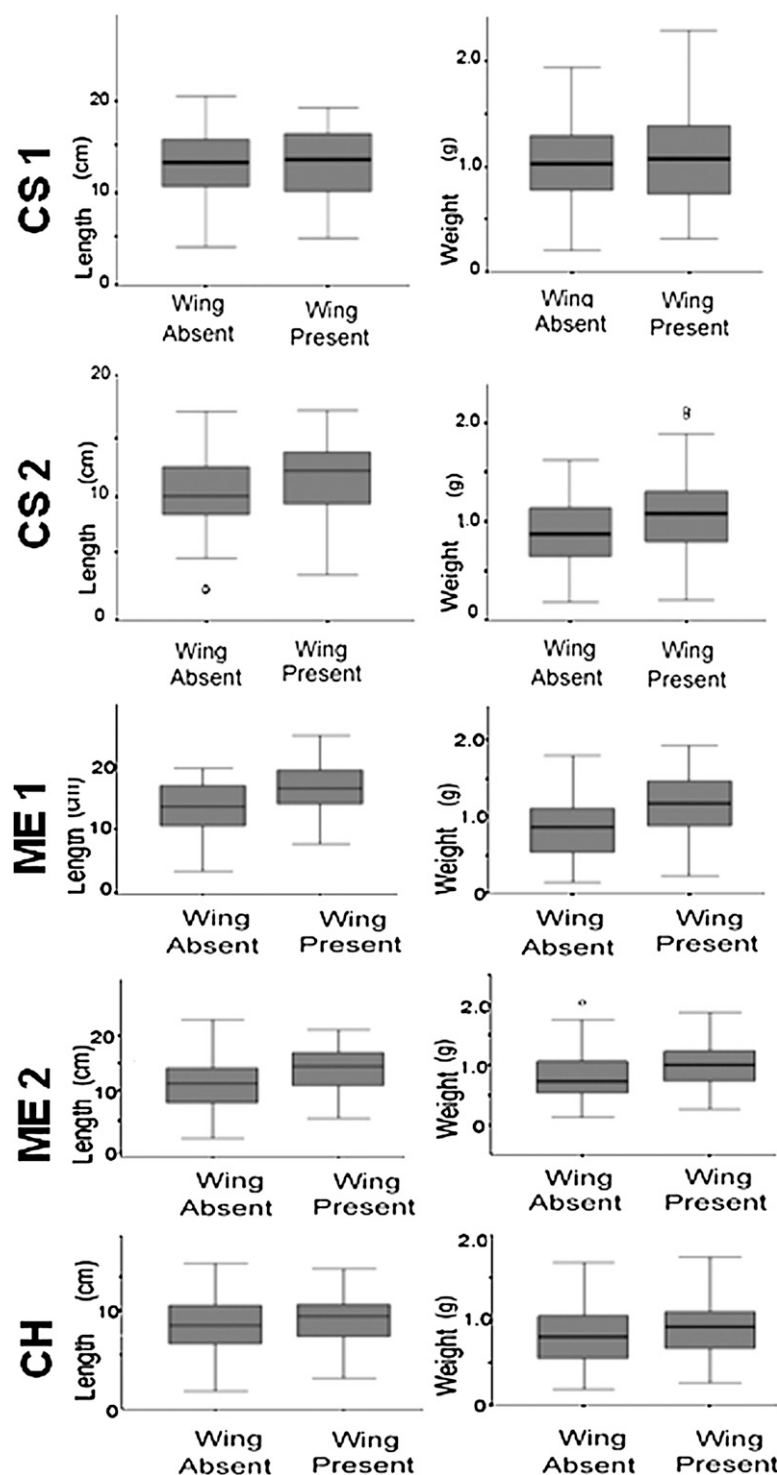 CS 1
Length (cm)
20
10
0
Wing
Absent
Wing
Present
Weight (g)
2.0
1.0
0
Wing
Absent
Wing
Present
CS 2
Length (cm)
20
10
0
Wing
Absent
Wing
Present
Weight (g)
2.0
1.0
0
Wing
Absent
Wing
Present
ME 1
Length (cm)
20
10
0
Wing
Absent
Wing
Present
Weight (g)
2.0
1.0
0
Wing
Absent
Wing
Present
ME 2
Length (cm)
20
10
0
Wing
Absent
Wing
Present
Weight (g)
2.0
1.0
0
Wing
Absent
Wing
Present
CH
Length (cm)
10
0
Wing
Absent
Wing
Present
Weight (g)
2.0
1.0
0
Wing
Absent
Wing
Present